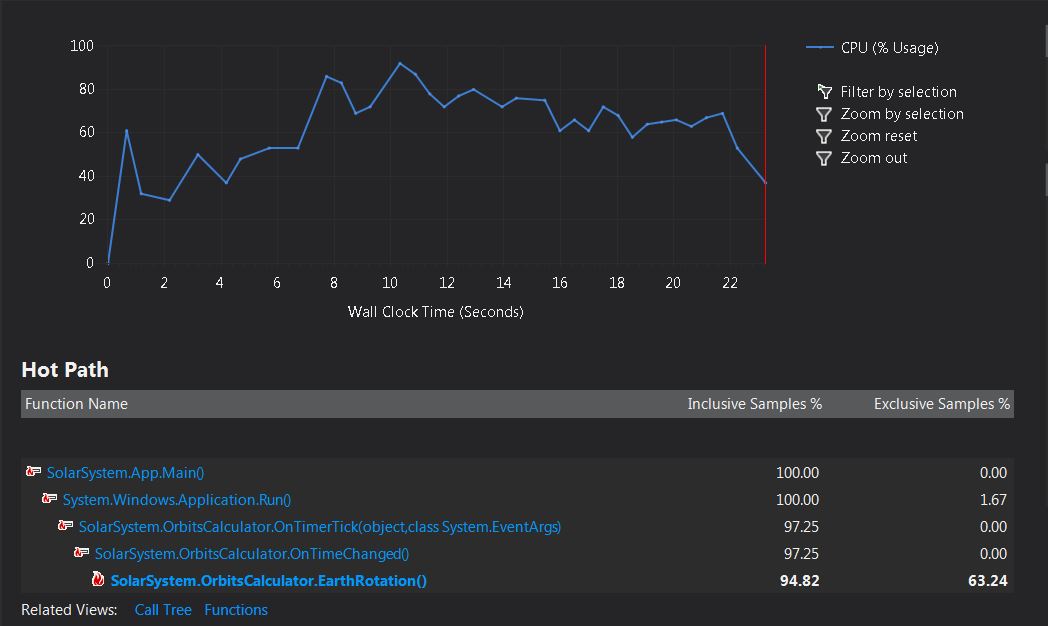 100
80
60
40
20
0
0 2 4 6 8 10 12 14 16 18 20 22
Wall Clock Time (Seconds)
CPU (% Usage)
Filter by selection
Zoom by selection
Zoom reset
Zoom out
Hot Path
Function Name Inclusive Samples % Exclusive Samples %
SolarSystem.App.Main() 100.00 0.00
System.Windows.Application.Run() 100.00 1.67
SolarSystem.OrbitsCalculator.OnTimerTick(object,class System.EventArgs) 97.25 0.00
SolarSystem.OrbitsCalculator.OnTimeChanged() 97.25 0.00
SolarSystem.OrbitsCalculator.EarthRotation() 94.82 63.24
Related Views: Call Tree Functions